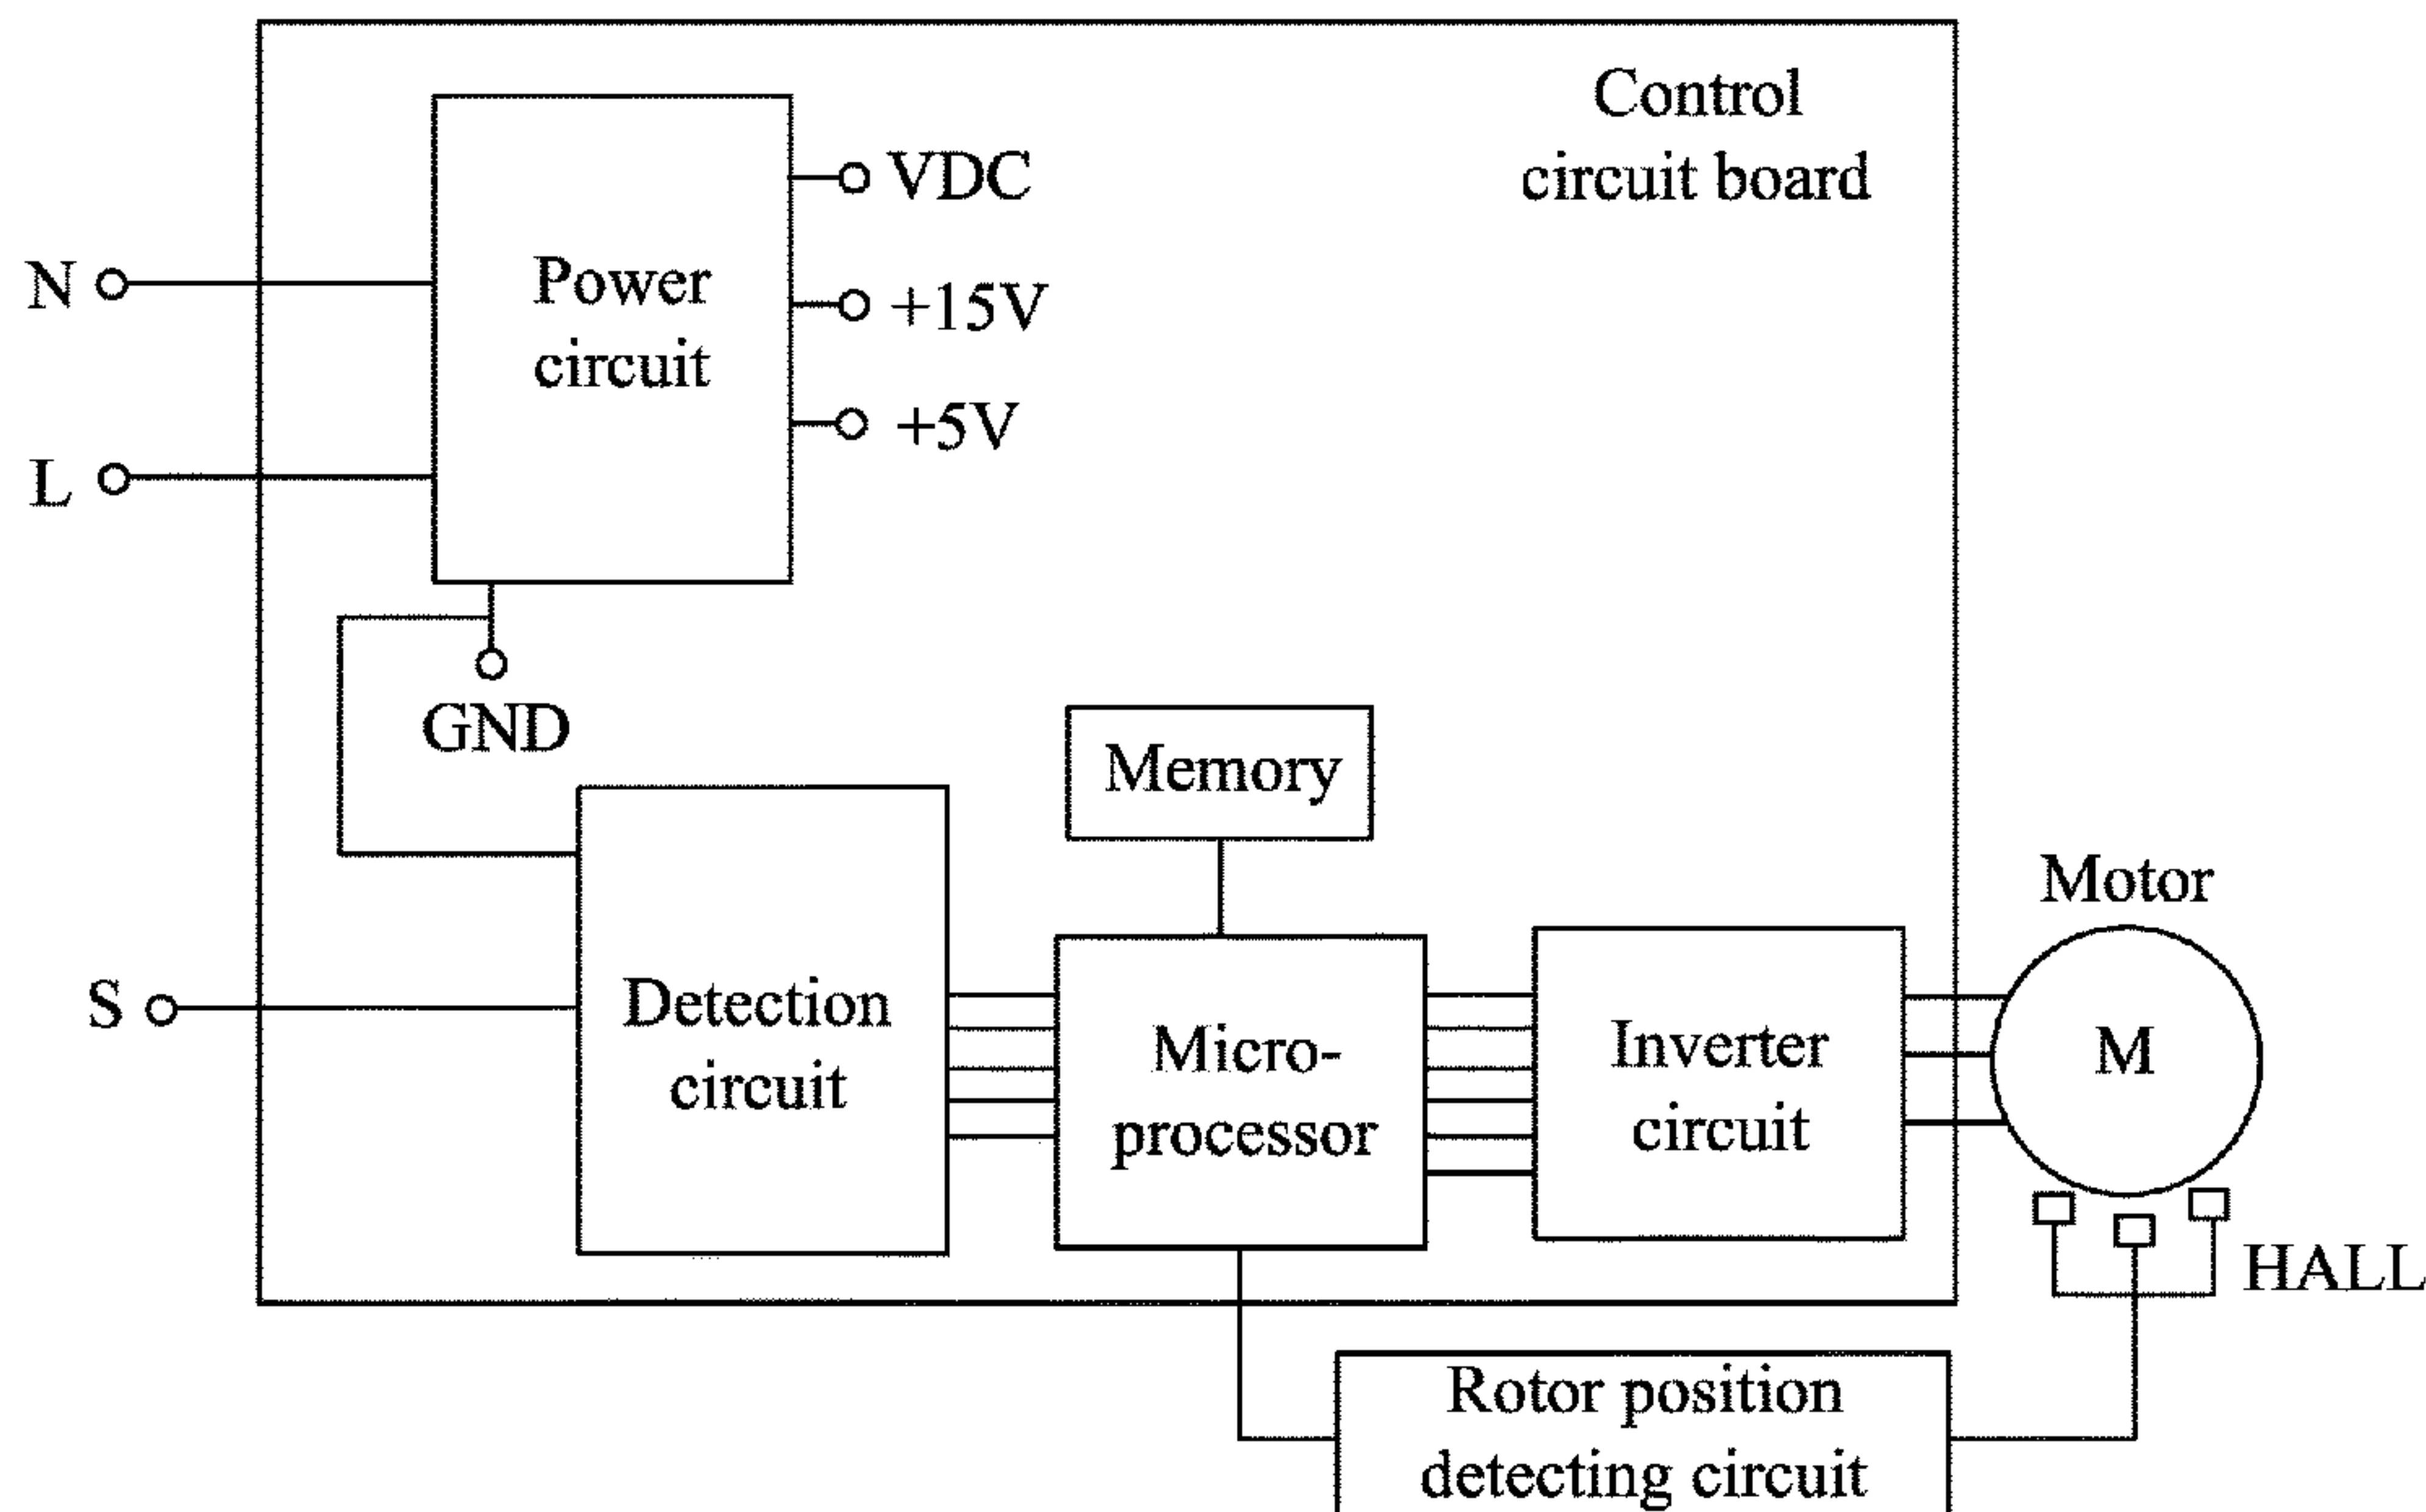 Control
circuit board
VDC
N
Power
circuit
+15V
+5V
L
GND
Memory
Motor
S
Detection
circuit
Micro-
processor
Inverter
circuit
M
HALL
Rotor position
detecting circuit